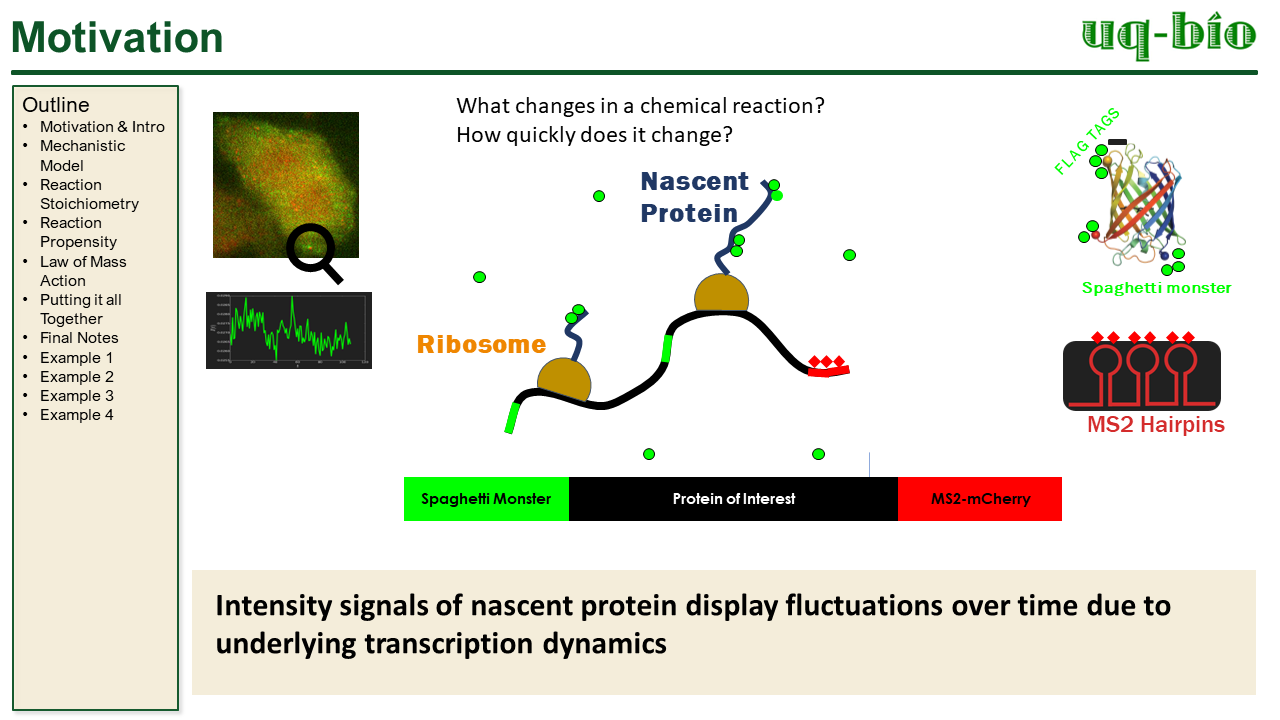 Motivation
uq-bio
Outline
• Motivation & Intro
• Mechanistic
Model
• Reaction
Stoichiometry
• Reaction
Propensity
• Law of Mass
Action
• Putting it all
Together
• Final Notes
• Example 1
• Example 2
• Example 3
• Example 4
What changes in a chemical reaction?
How quickly does it change?
Nascent
Protein
Ribosome
FLAG TAGS
Spaghetti monster
MS2 Hairpins
Spaghetti Monster
Protein of Interest
MS2-mCherry
Intensity signals of nascent protein display fluctuations over time due to
underlying transcription dynamics